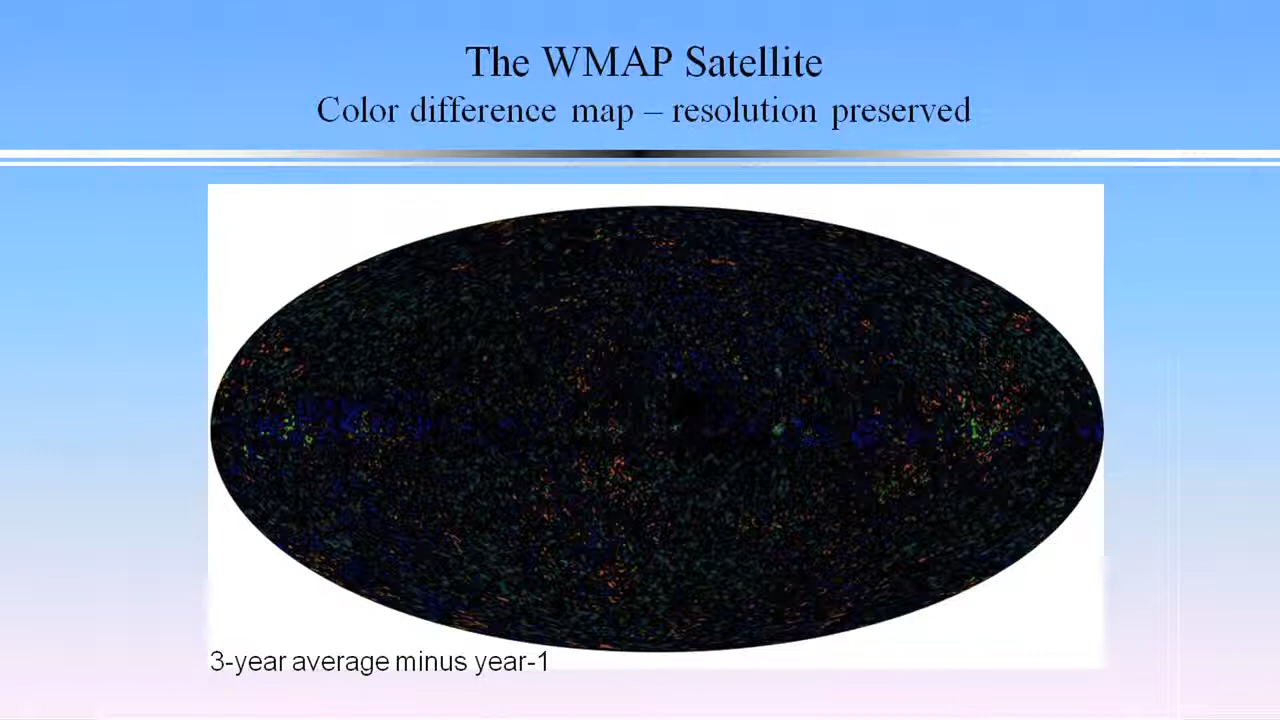 The WMAP Satellite
Color difference map – resolution preserved
3-year average minus year-1